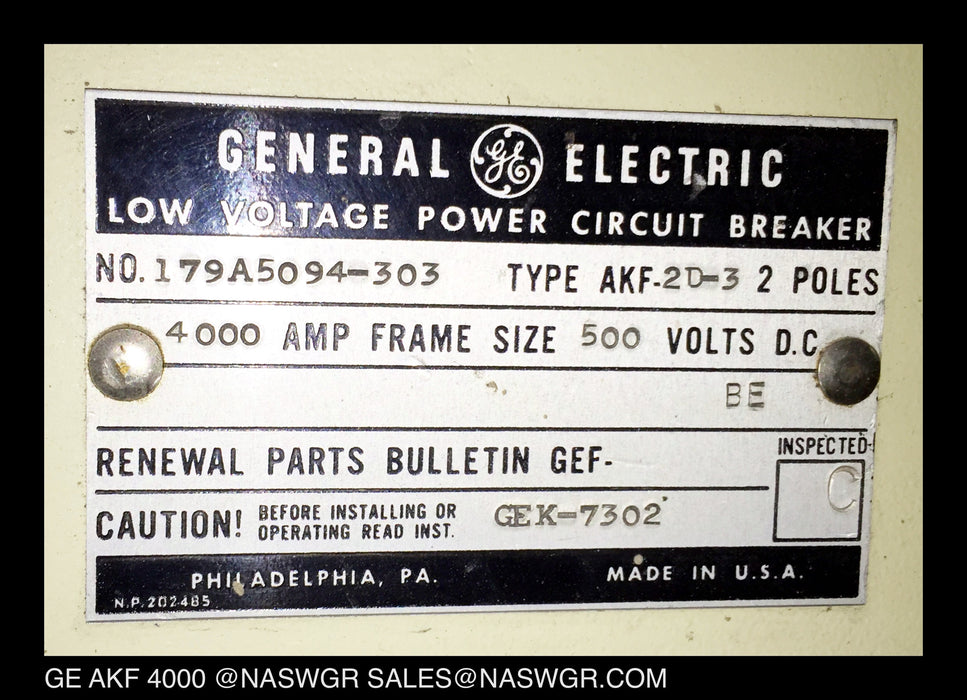 GENERAL GE ELECTRIC
LOW VOLTAGE POWER CIRCUIT BREAKER
NO. 179A5094-303 TYPE AKF-2D-3 2 POLES
4000 AMP FRAME SIZE 500 VOLTS D.C
BE
RENEWAL PARTS BULLETIN GEF-
INSPECTED
C
CAUTION! BEFORE INSTALLING OR
OPERATING READ INST. GEK-7302
PHILADELPHIA, PA. MADE IN U.S.A.
N.P. 202485
GE AKF 4000 @NASWGR SALES@NASWGR.COM